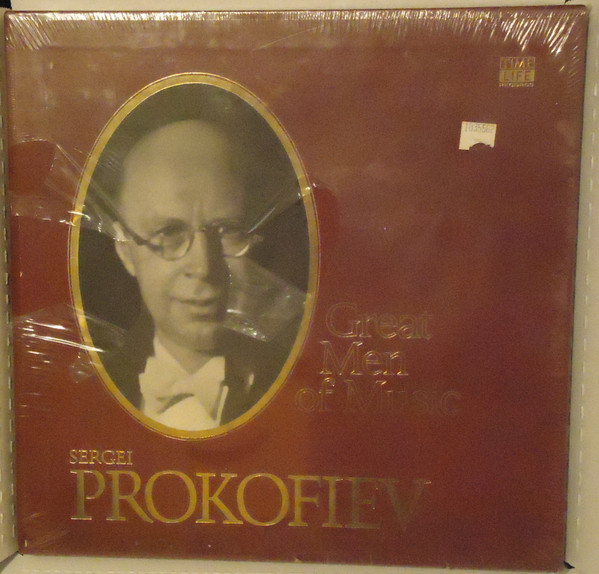 TIME
LIFE
Great
Men
of Music
SERGEI
PROKOFIEV